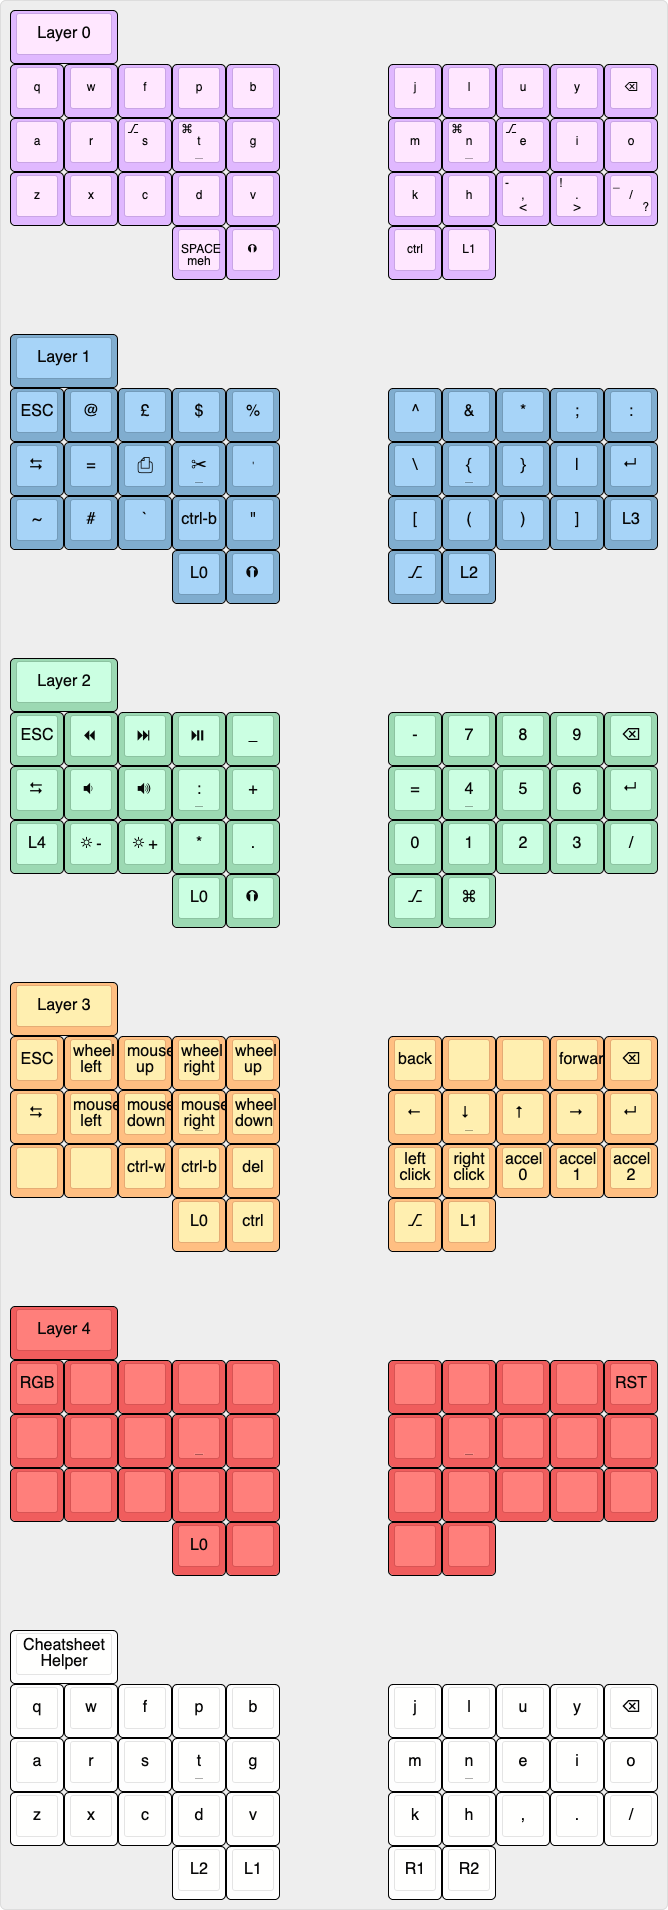 Layer 0
q w f p b j l u y ⌫
a r ⌥ s ⌘ t _ g m ⌘ n _ ⌥ e i o
z x c d v k h - , < ! . > _ / ?
SPACE meh ctrl L1
Layer 1
ESC @ £ $ % ^ & * ; :
⇆ = ✂ _ ' \ { _ } | ↵
~ # ` ctrl-b " [ ( ) ] L3
L0 ⌥ L2
Layer 2
ESC ⏪ ⏭ ⏯ _ - 7 8 9 ⌫
⇆ 🔉 🔊 : _ + = 4 _ 5 6 ↵
L4 ☼ - ☼ + * . 0 1 2 3 /
L0 ⌥ ⌘
Layer 3
ESC wheel left mouse up wheel right wheel up back forwar ⌫
⇆ mouse left mouse down mouse right _ wheel down ← ↓ _ ↑ → ↵
ctrl-w ctrl-b del left click right click accel 0 accel 1 accel 2
L0 ctrl ⌥ L1
Layer 4
RGB RST
_ _
L0
Cheatsheet
Helper
q w f p b j l u y ⌫
a r s t _ g m n _ e i o
z x c d v k h , . /
L2 L1 R1 R2